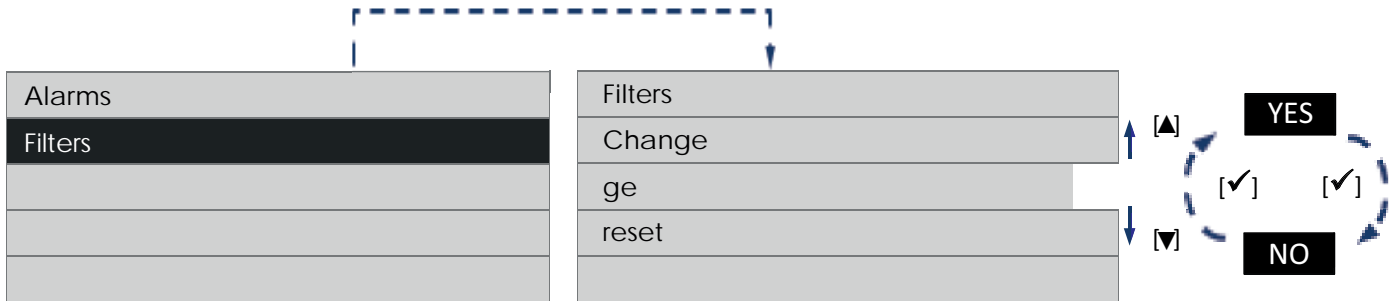 Alarms
Filters
Filters
Change
ge
reset
[▲]
[▼]
YES
[✓] [✓]
NO